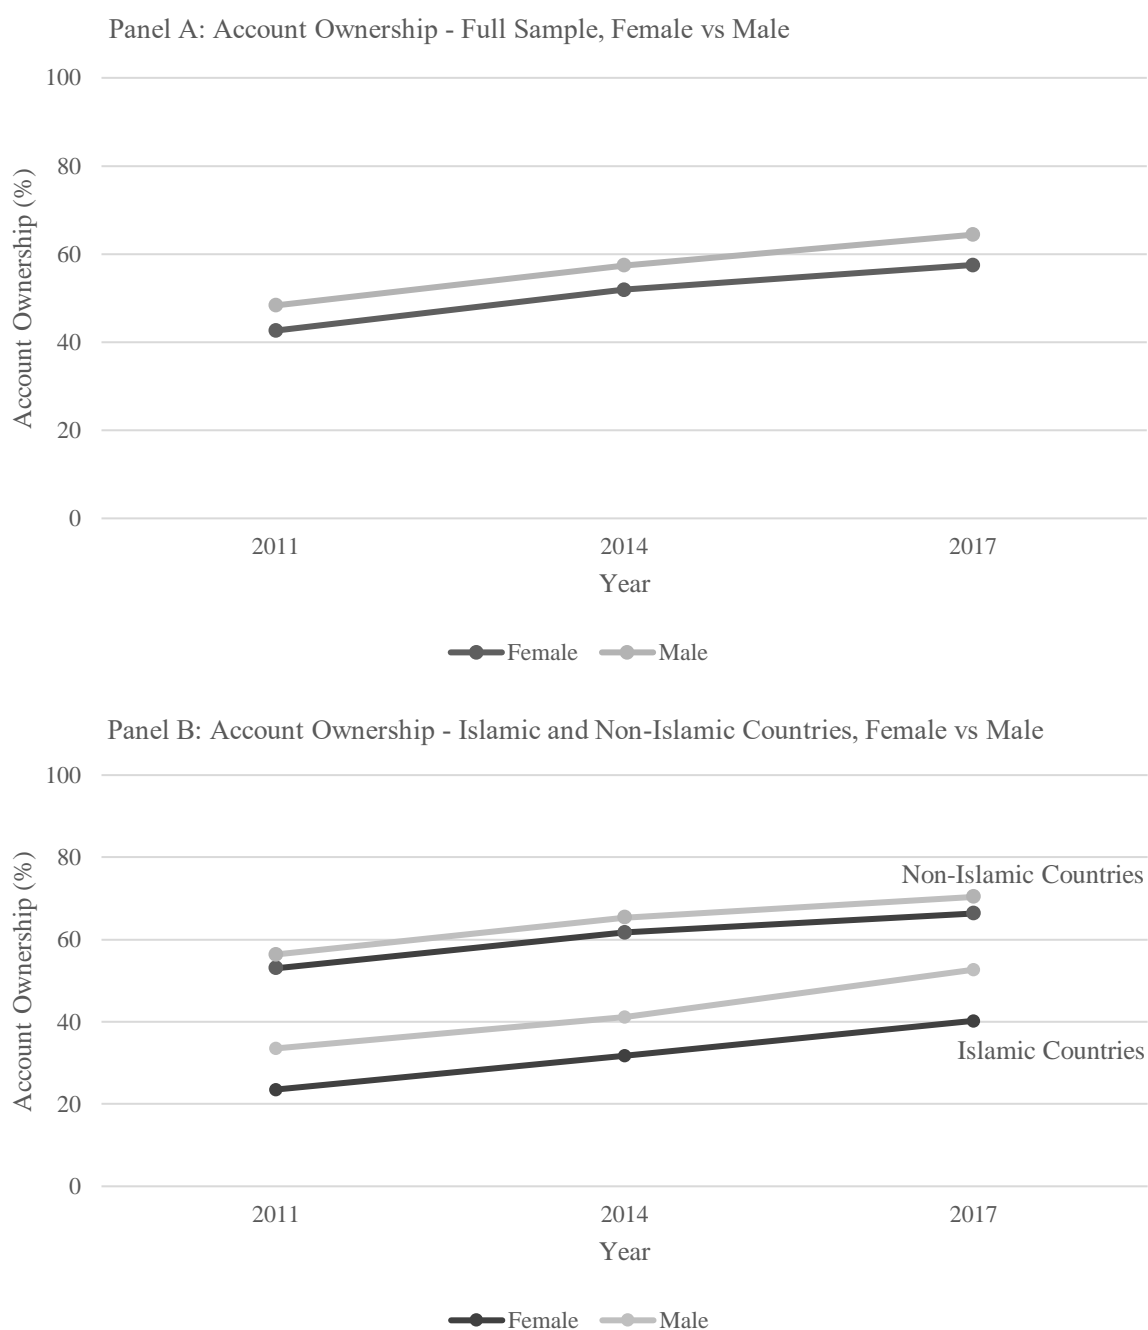 Panel A: Account Ownership - Full Sample, Female vs Male
100
80
60
40
20
0
Account Ownership (%)
2011 2014 2017
Year
Female Male
Panel B: Account Ownership - Islamic and Non-Islamic Countries, Female vs Male
100
80
60
40
20
0
Account Ownership (%)
Non-Islamic Countries
Islamic Countries
2011 2014 2017
Year
Female Male